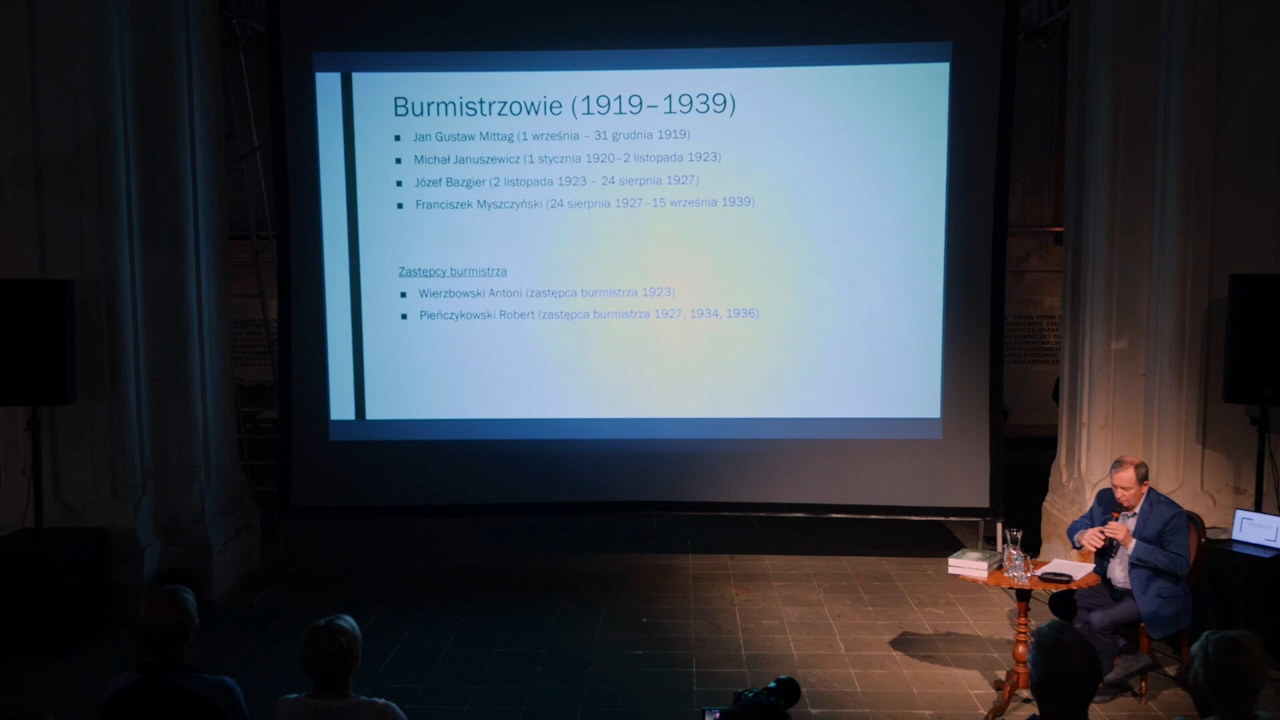 Burmistrzowie (1919–1939)
▪ Jan Gustaw Mittag (1 września – 31 grudnia 1919)
▪ Michał Januszewicz (1 stycznia 1920–2 listopada 1923)
▪ Józef Bazgier (2 listopada 1923 – 24 sierpnia 1927)
▪ Franciszek Myszczyński (24 sierpnia 1927–15 września 1939)
Zastępcy burmistrza
▪ Wierzbowski Antoni (zastępca burmistrza 1923)
▪ Pieńczykowski Robert (zastępca burmistrza 1927, 1934, 1936)